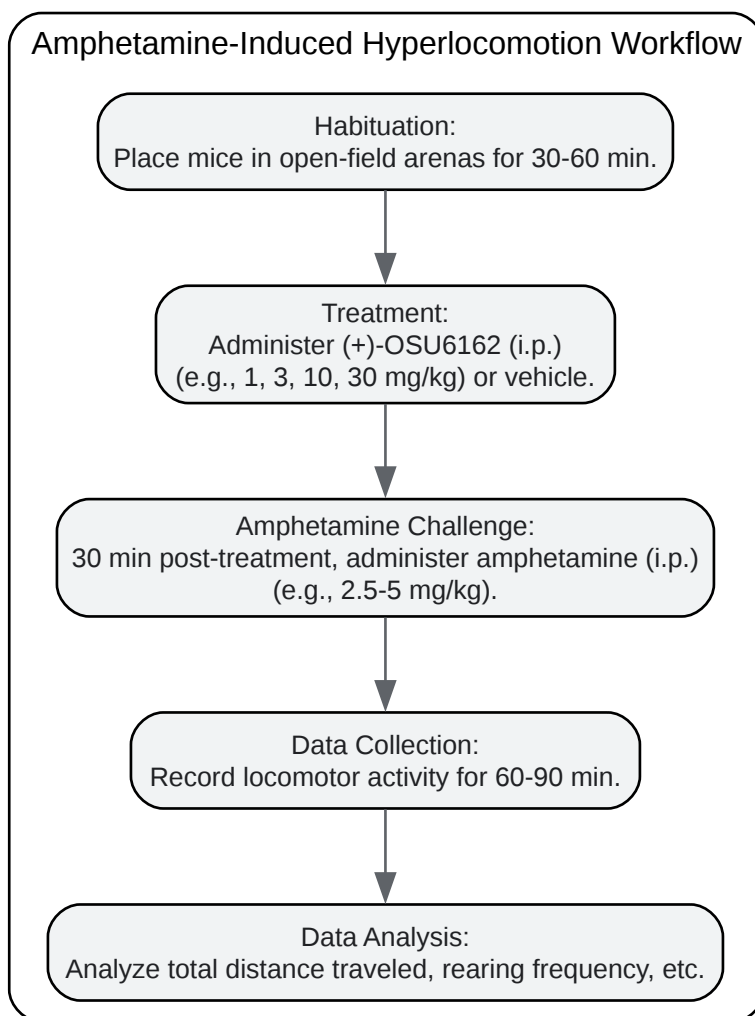 Amphetamine-Induced Hyperlocomotion Workflow
Habituation:
Place mice in open-field arenas for 30-60 min.
Treatment:
Administer (+)-OSU6162 (i.p.)
(e.g., 1, 3, 10, 30 mg/kg) or vehicle.
Amphetamine Challenge:
30 min post-treatment, administer amphetamine (i.p.)
(e.g., 2.5-5 mg/kg).
Data Collection:
Record locomotor activity for 60-90 min.
Data Analysis:
Analyze total distance traveled, rearing frequency, etc.